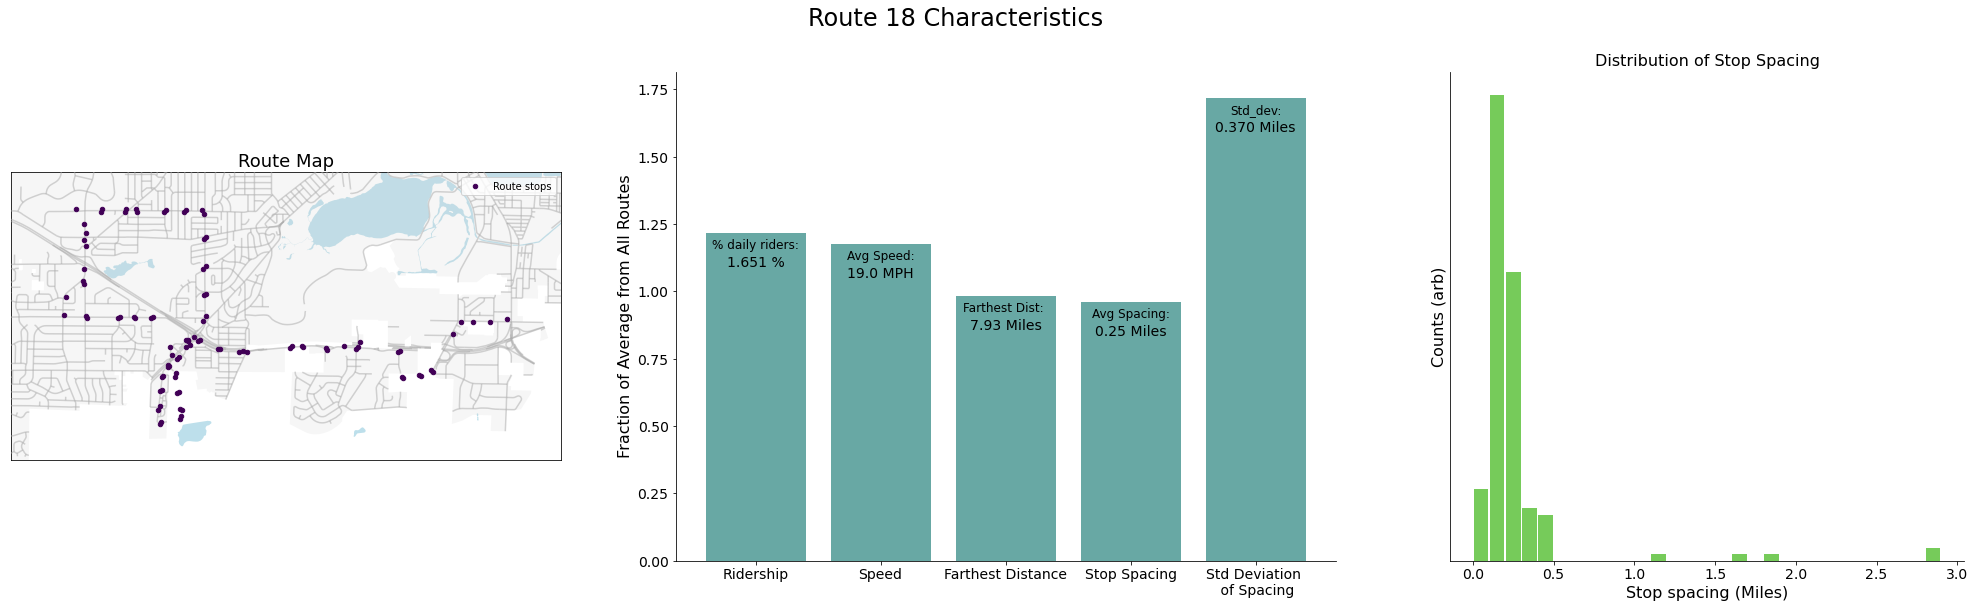 Route 18 Characteristics
Route Map
Route stops
Fraction of Average from All Routes
1.75
1.50
1.25
1.00
0.75
0.50
0.25
0.00
% daily riders:
1.651 %
Avg Speed:
19.0 MPH
Farthest Dist:
7.93 Miles
Avg Spacing:
0.25 Miles
Std_dev:
0.370 Miles
Ridership
Speed
Farthest Distance
Stop Spacing
Std Deviation
of Spacing
Distribution of Stop Spacing
Counts (arb)
0.0 0.5 1.0 1.5 2.0 2.5 3.0
Stop spacing (Miles)